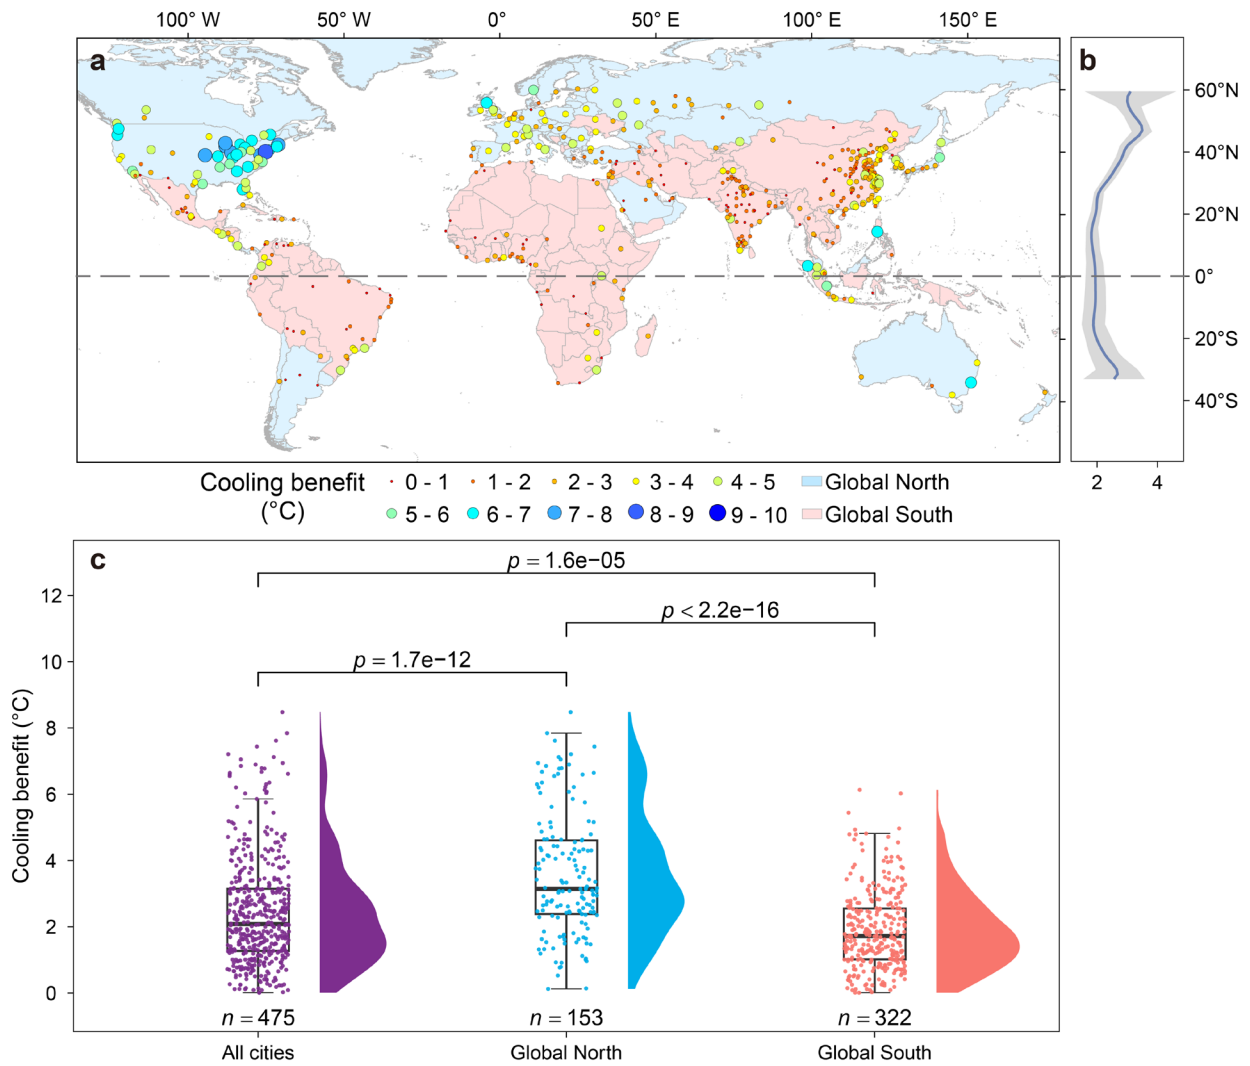 100° W 50° W 0° 50° E 100° E 150° E
a
b
60°N
40°N
20°N
0°
20°S
40°S
2 4
Cooling benefit
(°C)
0 - 1 1 - 2 2 - 3 3 - 4 4 - 5 Global North
5 - 6 6 - 7 7 - 8 8 - 9 9 - 10 Global South
c
p = 1.6e−05
p < 2.2e−16
p = 1.7e−12
Cooling benefit (°C)
12
10
8
6
4
2
0
n = 475 n = 153 n = 322
All cities Global North Global South